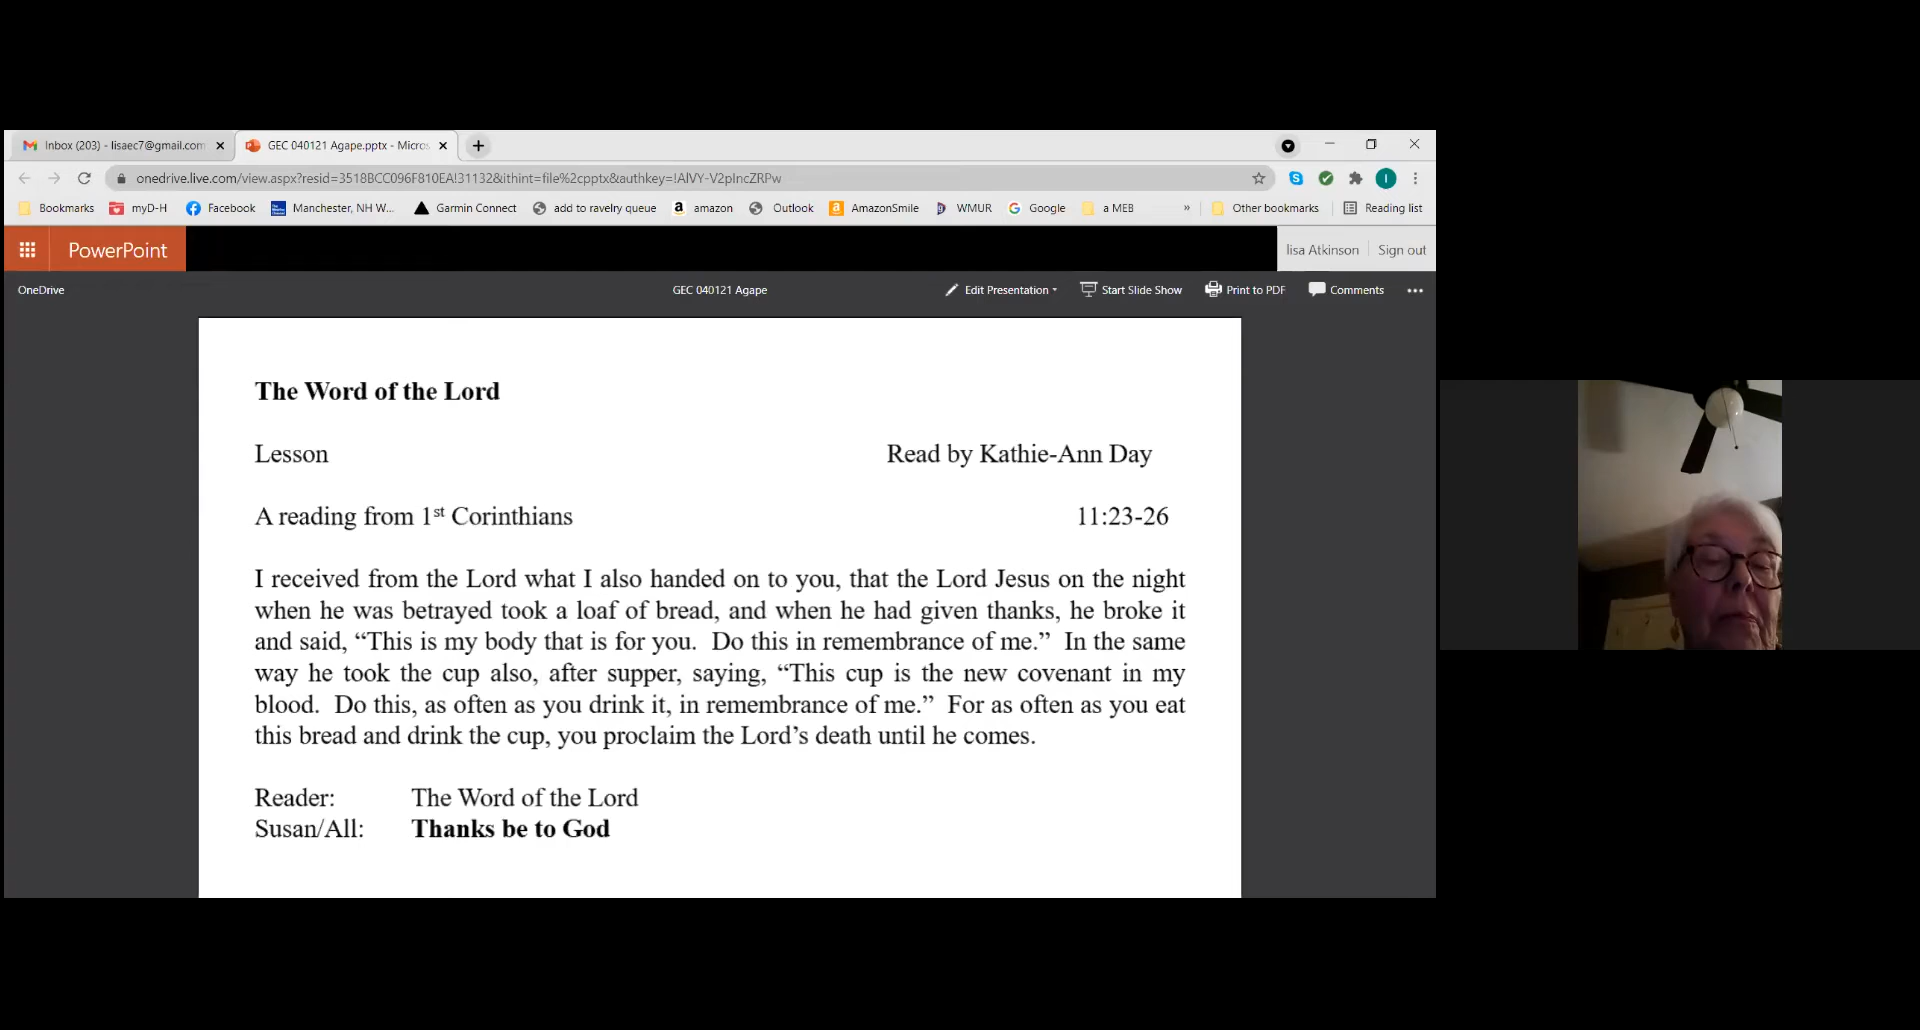 Inbox (203) - lisaec7@gmail.com
GEC 040121 Agape.pptx - Micros
onedrive.live.com/view.aspx?resid=3518BCC096F810EA!31132&ithint=file%2cpptx&authkey=!AlVY-V2pIncZRPw
Bookmarks myD-H Facebook Manchester, NH W... Garmin Connect add to ravelry queue amazon Outlook AmazonSmile WMUR Google a MEB » Other bookmarks Reading list
PowerPoint lisa Atkinson Sign out
OneDrive GEC 040121 Agape Edit Presentation Start Slide Show Print to PDF Comments
The Word of the Lord
Lesson Read by Kathie-Ann Day
A reading from 1st Corinthians 11:23-26
I received from the Lord what I also handed on to you, that the Lord Jesus on the night
when he was betrayed took a loaf of bread, and when he had given thanks, he broke it
and said, “This is my body that is for you. Do this in remembrance of me.” In the same
way he took the cup also, after supper, saying, “This cup is the new covenant in my
blood. Do this, as often as you drink it, in remembrance of me.” For as often as you eat
this bread and drink the cup, you proclaim the Lord’s death until he comes.
Reader: The Word of the Lord
Susan/All: Thanks be to God